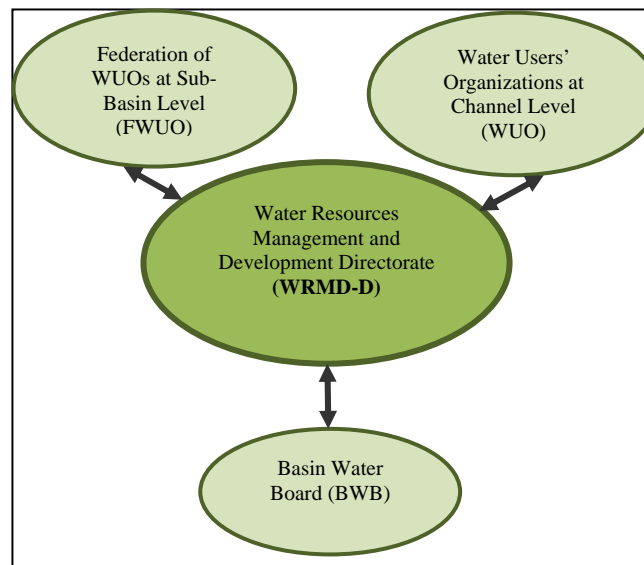 Federation of
WUOs at Sub-
Basin Level
(FWUO)
Water Users’
Organizations at
Channel Level
(WUO)
Water Resources
Management and
Development Directorate
(WRMD-D)
Basin Water
Board (BWB)